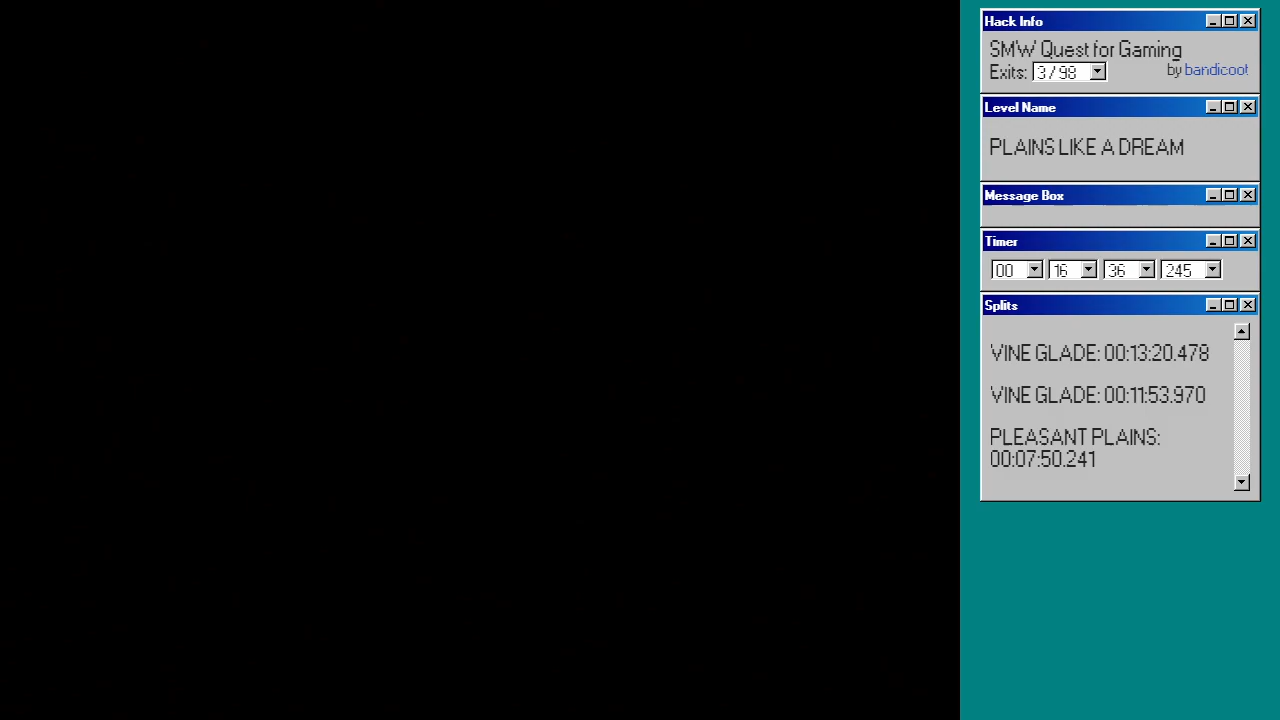 Hack Info
SMW Quest for Gaming
Exits: 3 / 98
by bandicoot
Level Name
PLAINS LIKE A DREAM
Message Box
Timer
00 16 36 245
Splits
VINE GLADE: 00:13:20.478
VINE GLADE: 00:11:53.970
PLEASANT PLAINS:
00:07:50.241